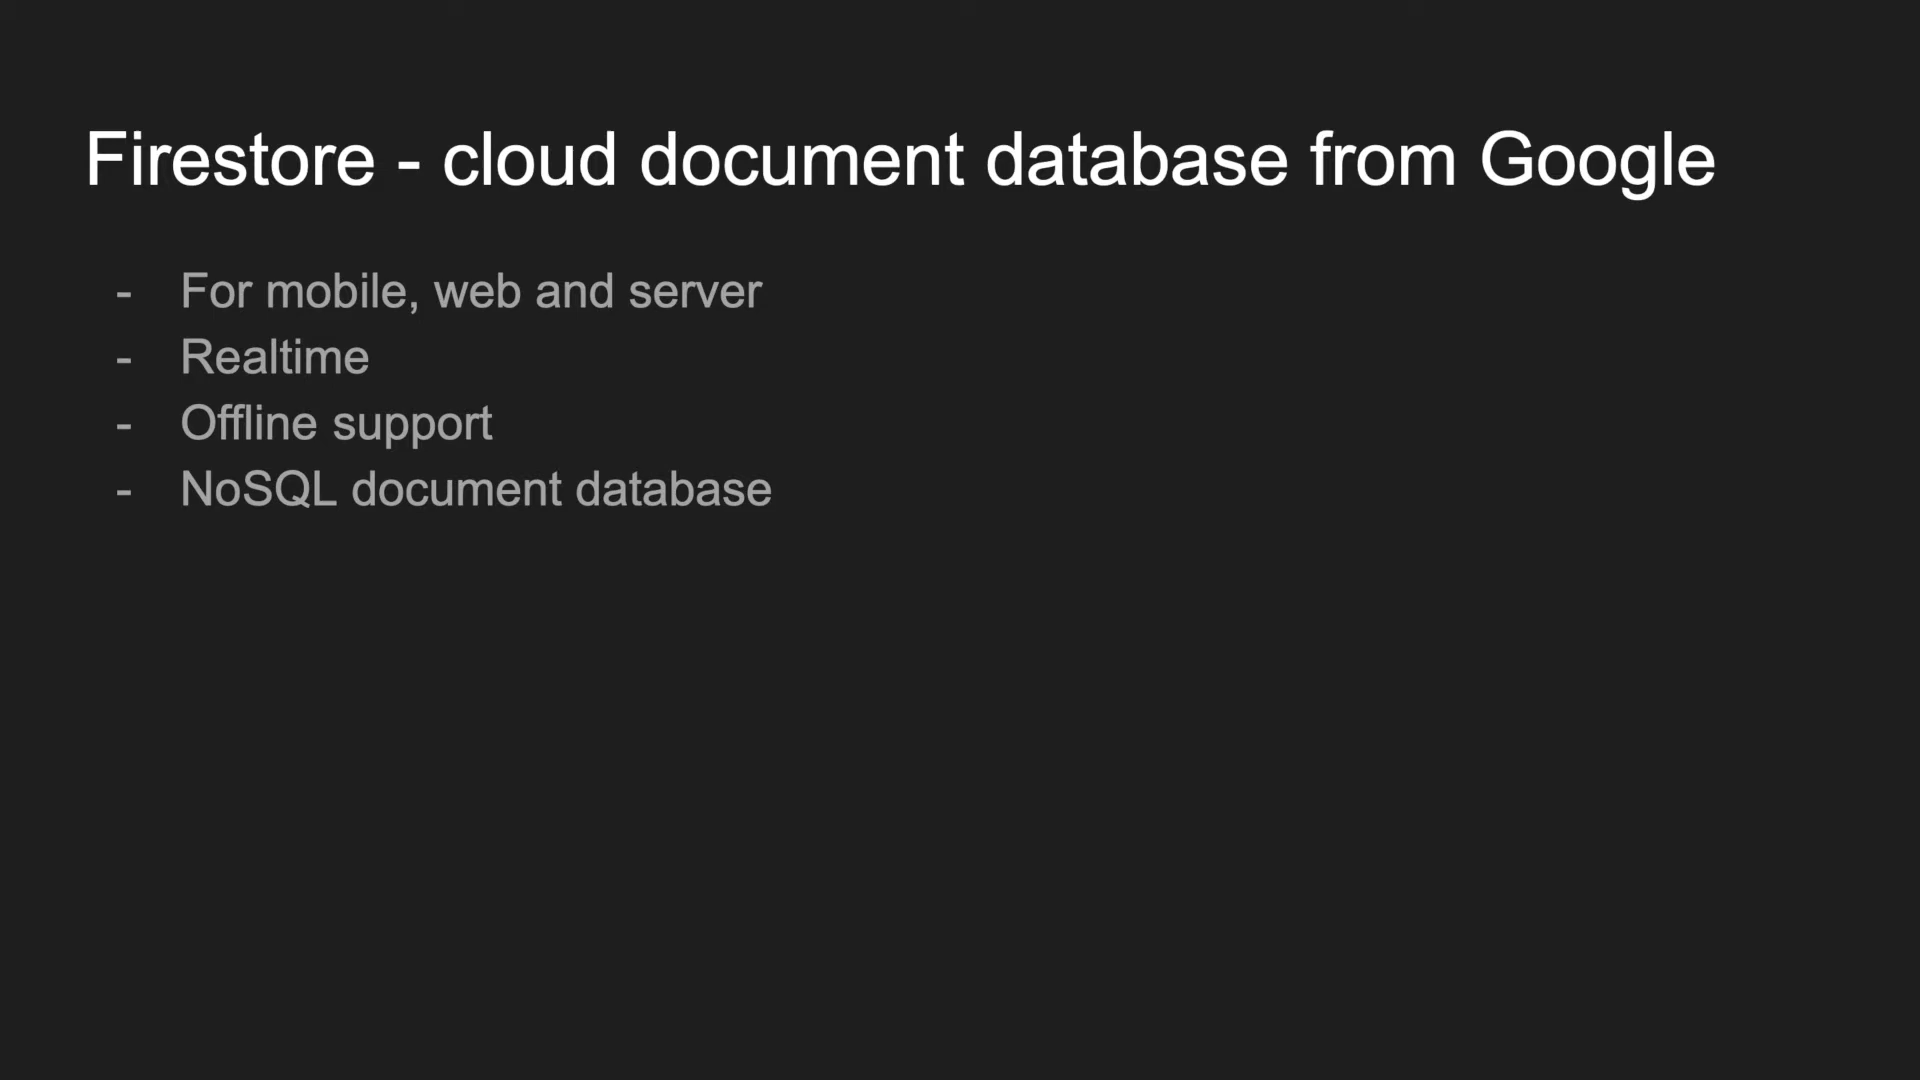 Firestore - cloud document database from Google
- For mobile, web and server
- Realtime
- Offline support
- NoSQL document database